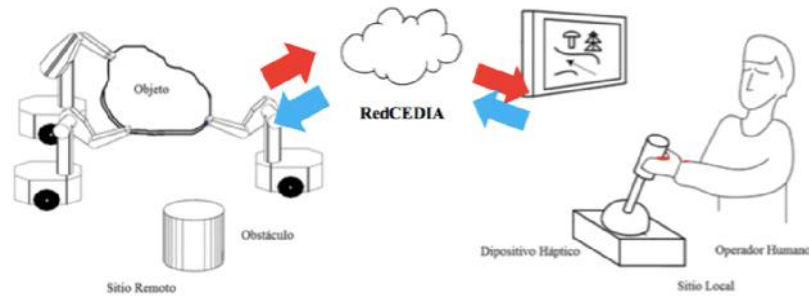 Objeto
RedCEDIA
Obstáculo
Sitio Remoto
Dipositivo Háptico
Operador Humano
Sitio Local